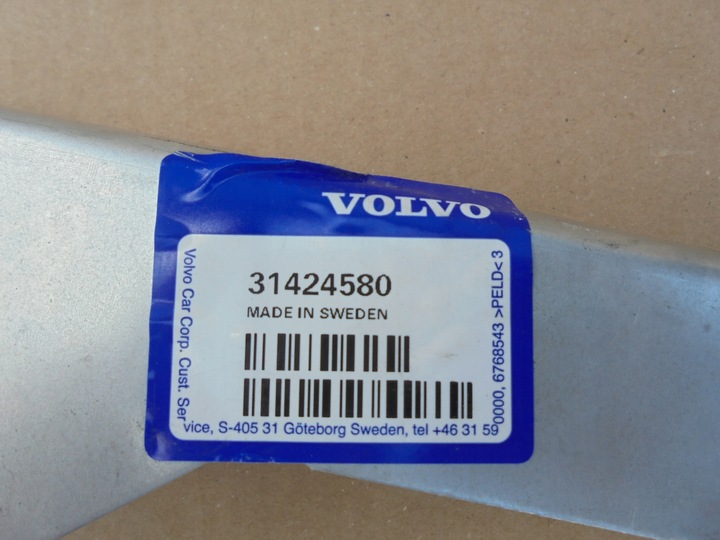 VOLVO
31424580
MADE IN SWEDEN
Volvo Car Corp. Cust. Ser
vice, S-405 31 Göteborg Sweden, tel +46 31 59
0000, 6768543 >PELD< 3